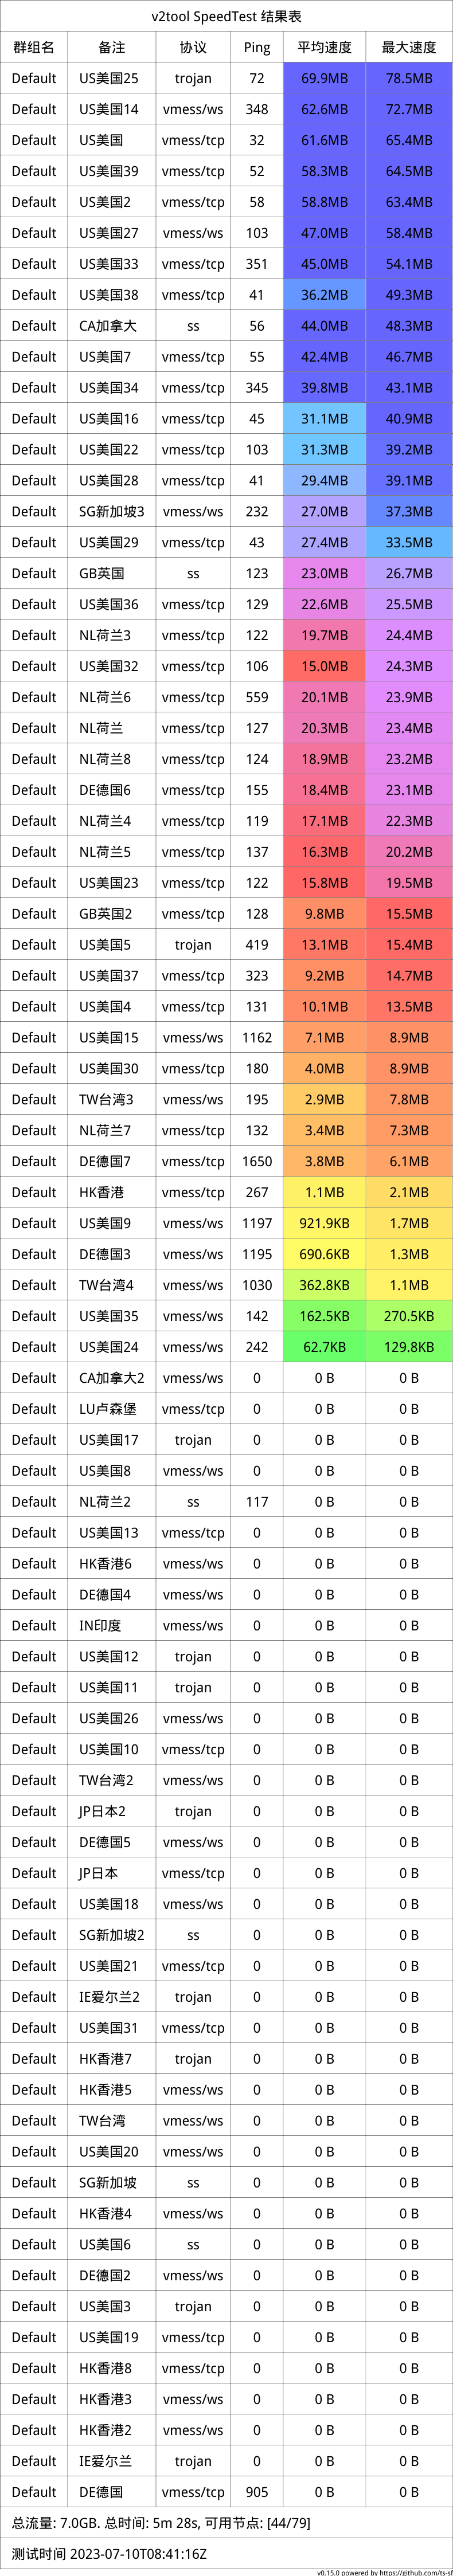 v2tool SpeedTest 结果表
群组名 备注 协议 Ping 平均速度 最大速度
Default US美国25 trojan 72 69.9MB 78.5MB
Default US美国14 vmess/ws 348 62.6MB 72.7MB
Default US美国 vmess/tcp 32 61.6MB 65.4MB
Default US美国39 vmess/tcp 52 58.3MB 64.5MB
Default US美国2 vmess/tcp 58 58.8MB 63.4MB
Default US美国27 vmess/ws 103 47.0MB 58.4MB
Default US美国33 vmess/tcp 351 45.0MB 54.1MB
Default US美国38 vmess/tcp 41 36.2MB 49.3MB
Default CA加拿大 ss 56 44.0MB 48.3MB
Default US美国7 vmess/tcp 55 42.4MB 46.7MB
Default US美国34 vmess/tcp 345 39.8MB 43.1MB
Default US美国16 vmess/tcp 45 31.1MB 40.9MB
Default US美国22 vmess/tcp 103 31.3MB 39.2MB
Default US美国28 vmess/tcp 41 29.4MB 39.1MB
Default SG新加坡3 vmess/ws 232 27.0MB 37.3MB
Default US美国29 vmess/tcp 43 27.4MB 33.5MB
Default GB英国 ss 123 23.0MB 26.7MB
Default US美国36 vmess/tcp 129 22.6MB 25.5MB
Default NL荷兰3 vmess/tcp 122 19.7MB 24.4MB
Default US美国32 vmess/tcp 106 15.0MB 24.3MB
Default NL荷兰6 vmess/tcp 559 20.1MB 23.9MB
Default NL荷兰 vmess/tcp 127 20.3MB 23.4MB
Default NL荷兰8 vmess/tcp 124 18.9MB 23.2MB
Default DE德国6 vmess/tcp 155 18.4MB 23.1MB
Default NL荷兰4 vmess/tcp 119 17.1MB 22.3MB
Default NL荷兰5 vmess/tcp 137 16.3MB 20.2MB
Default US美国23 vmess/tcp 122 15.8MB 19.5MB
Default GB英国2 vmess/tcp 128 9.8MB 15.5MB
Default US美国5 trojan 419 13.1MB 15.4MB
Default US美国37 vmess/tcp 323 9.2MB 14.7MB
Default US美国4 vmess/tcp 131 10.1MB 13.5MB
Default US美国15 vmess/ws 1162 7.1MB 8.9MB
Default US美国30 vmess/tcp 180 4.0MB 8.9MB
Default TW台湾3 vmess/ws 195 2.9MB 7.8MB
Default NL荷兰7 vmess/tcp 132 3.4MB 7.3MB
Default DE德国7 vmess/tcp 1650 3.8MB 6.1MB
Default HK香港 vmess/tcp 267 1.1MB 2.1MB
Default US美国9 vmess/ws 1197 921.9KB 1.7MB
Default DE德国3 vmess/ws 1195 690.6KB 1.3MB
Default TW台湾4 vmess/ws 1030 362.8KB 1.1MB
Default US美国35 vmess/ws 142 162.5KB 270.5KB
Default US美国24 vmess/ws 242 62.7KB 129.8KB
Default CA加拿大2 vmess/ws 0 0 B 0 B
Default LU卢森堡 vmess/tcp 0 0 B 0 B
Default US美国17 trojan 0 0 B 0 B
Default US美国8 vmess/ws 0 0 B 0 B
Default NL荷兰2 ss 117 0 B 0 B
Default US美国13 vmess/tcp 0 0 B 0 B
Default HK香港6 vmess/ws 0 0 B 0 B
Default DE德国4 vmess/ws 0 0 B 0 B
Default IN印度 vmess/ws 0 0 B 0 B
Default US美国12 trojan 0 0 B 0 B
Default US美国11 trojan 0 0 B 0 B
Default US美国26 vmess/ws 0 0 B 0 B
Default US美国10 vmess/tcp 0 0 B 0 B
Default TW台湾2 vmess/ws 0 0 B 0 B
Default JP日本2 trojan 0 0 B 0 B
Default DE德国5 vmess/ws 0 0 B 0 B
Default JP日本 vmess/tcp 0 0 B 0 B
Default US美国18 vmess/ws 0 0 B 0 B
Default SG新加坡2 ss 0 0 B 0 B
Default US美国21 vmess/tcp 0 0 B 0 B
Default IE爱尔兰2 trojan 0 0 B 0 B
Default US美国31 vmess/tcp 0 0 B 0 B
Default HK香港7 trojan 0 0 B 0 B
Default HK香港5 vmess/ws 0 0 B 0 B
Default TW台湾 vmess/ws 0 0 B 0 B
Default US美国20 vmess/ws 0 0 B 0 B
Default SG新加坡 ss 0 0 B 0 B
Default HK香港4 vmess/ws 0 0 B 0 B
Default US美国6 ss 0 0 B 0 B
Default DE德国2 vmess/ws 0 0 B 0 B
Default US美国3 trojan 0 0 B 0 B
Default US美国19 vmess/tcp 0 0 B 0 B
Default HK香港8 vmess/tcp 0 0 B 0 B
Default HK香港3 vmess/ws 0 0 B 0 B
Default HK香港2 vmess/ws 0 0 B 0 B
Default IE爱尔兰 trojan 0 0 B 0 B
Default DE德国 vmess/tcp 905 0 B 0 B
总流量: 7.0GB. 总时间: 5m 28s, 可用节点: [44/79]
测试时间 2023-07-10T08:41:16Z
v0.15.0 powered by https://github.com/ts-sf